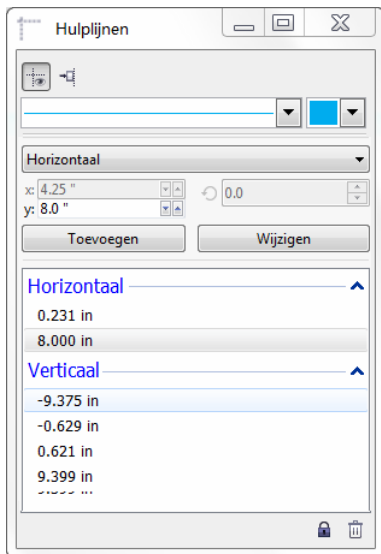 Hulplijnen
Horizontaal
x: 4.25 " 0.0
y: 8.0 "
Toevoegen Wijzigen
Horizontaal
0.231 in
8.000 in
Verticaal
-9.375 in
-0.629 in
0.621 in
9.399 in